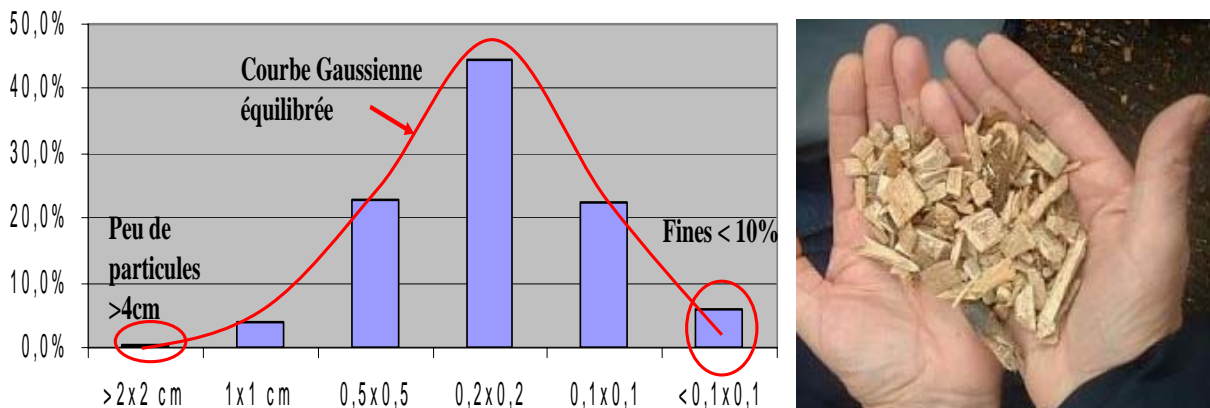 50,0%
40,0%
30,0%
20,0%
10,0%
0,0%
Courbe Gaussienne
équilibrée
Peu de
particules
>4cm
Fines < 10%
>2x2 cm
1x1 cm
0,5x0,5
0,2x0,2
0,1x0,1
<0,1x0,1